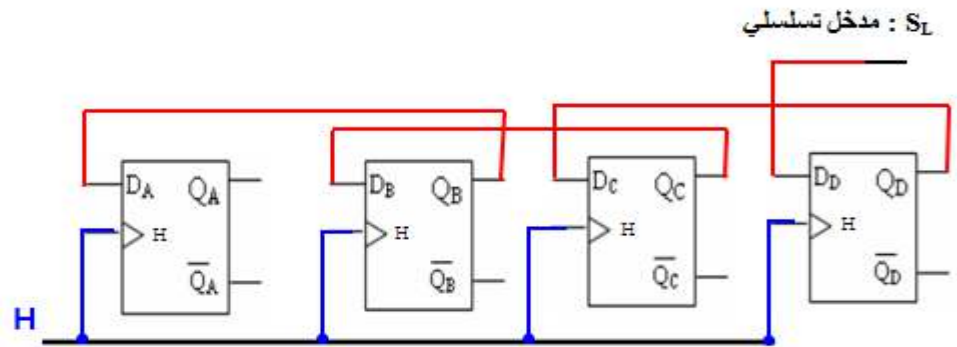 S_L : مدخل تسلسلي
D_A Q_A D_B Q_B D_C Q_C D_D Q_D
H H H H
Q̅_A Q̅_B Q̅_C Q̅_D
H